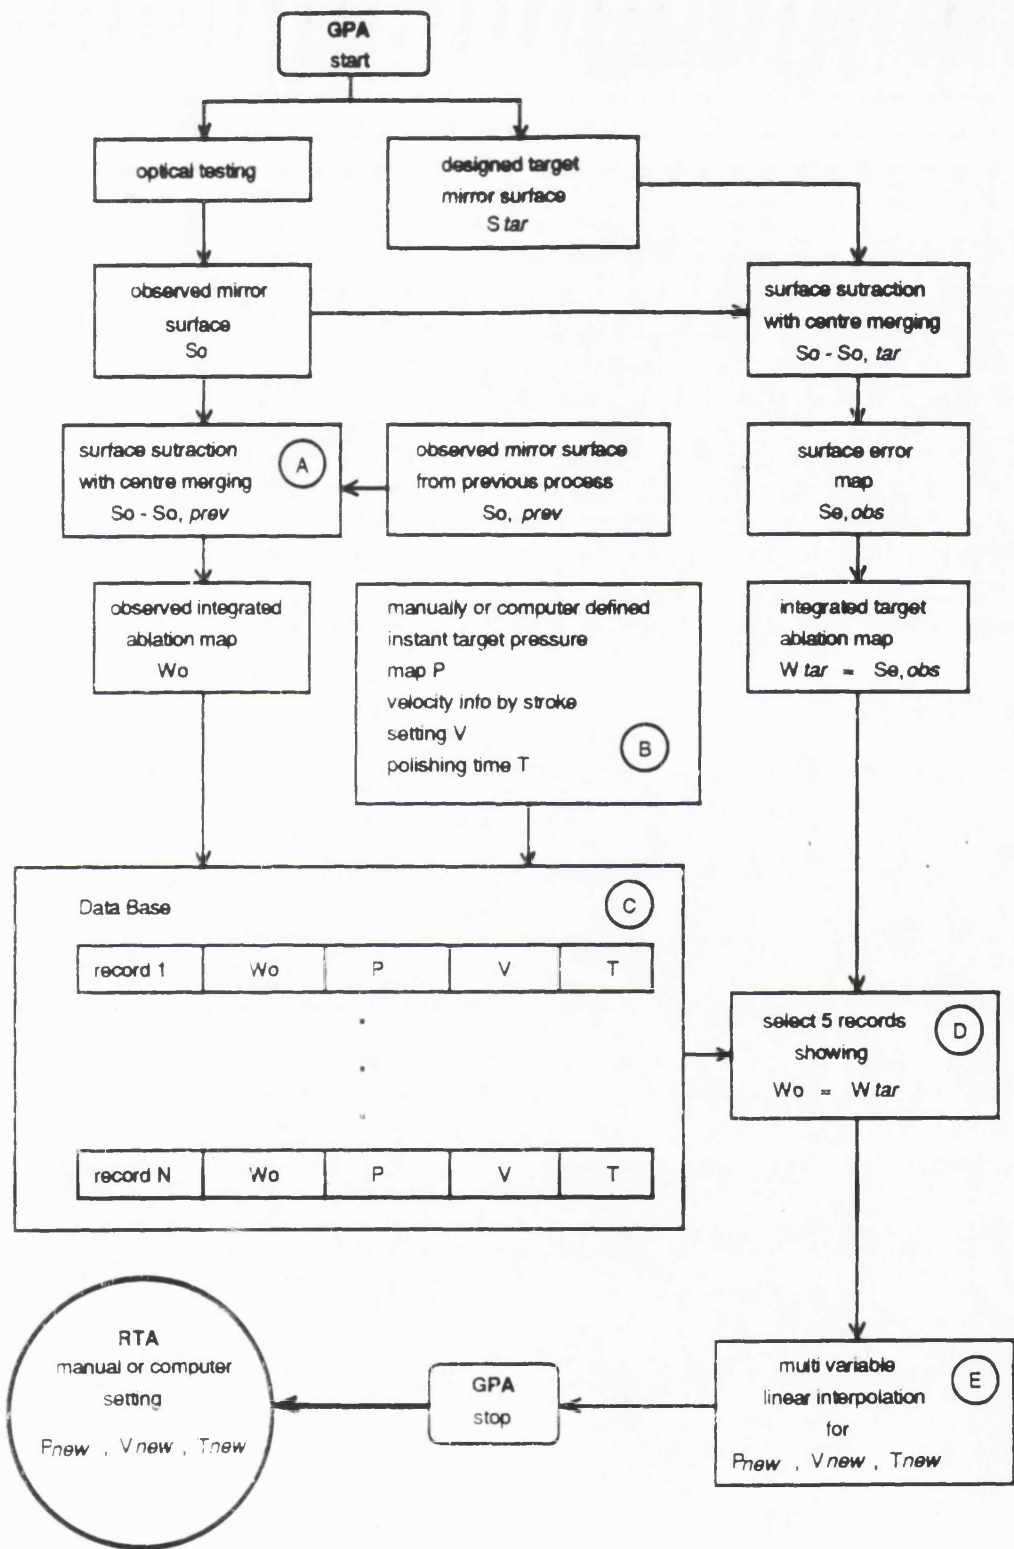 GPA
start
optical testing
designed target
mirror surface
S tar
observed mirror
surface
So
surface sutraction
with centre merging
So - So, tar
surface sutraction
with centre merging
So - So, prev
A
observed mirror surface
from previous process
So, prev
surface error
map
Se, obs
observed integrated
ablation map
Wo
manually or computer defined
instant target pressure
map P
velocity info by stroke
setting V
polishing time T
B
integrated target
ablation map
W tar = Se, obs
Data Base
C
record 1 Wo P V T
record N Wo P V T
select 5 records
showing
Wo = W tar
D
RTA
manual or computer
setting
Pnew , Vnew , Tnew
GPA
stop
multi variable
linear interpolation
for
Pnew , Vnew , Tnew
E